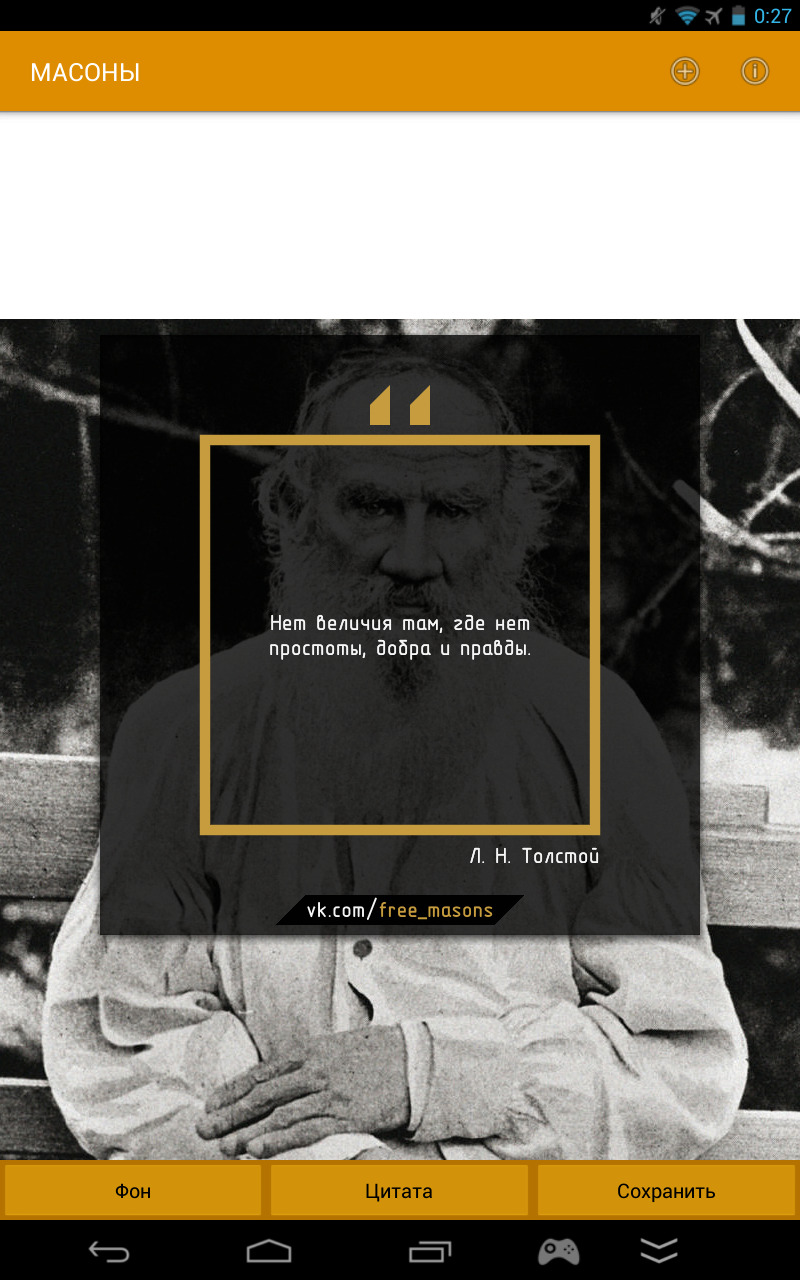 0:27
МАСОНЫ
Нет величия там, где нет
простоты, добра и правды.
Л. Н. Толстой
vk.com/free_masons
Фон
Цитата
Сохранить